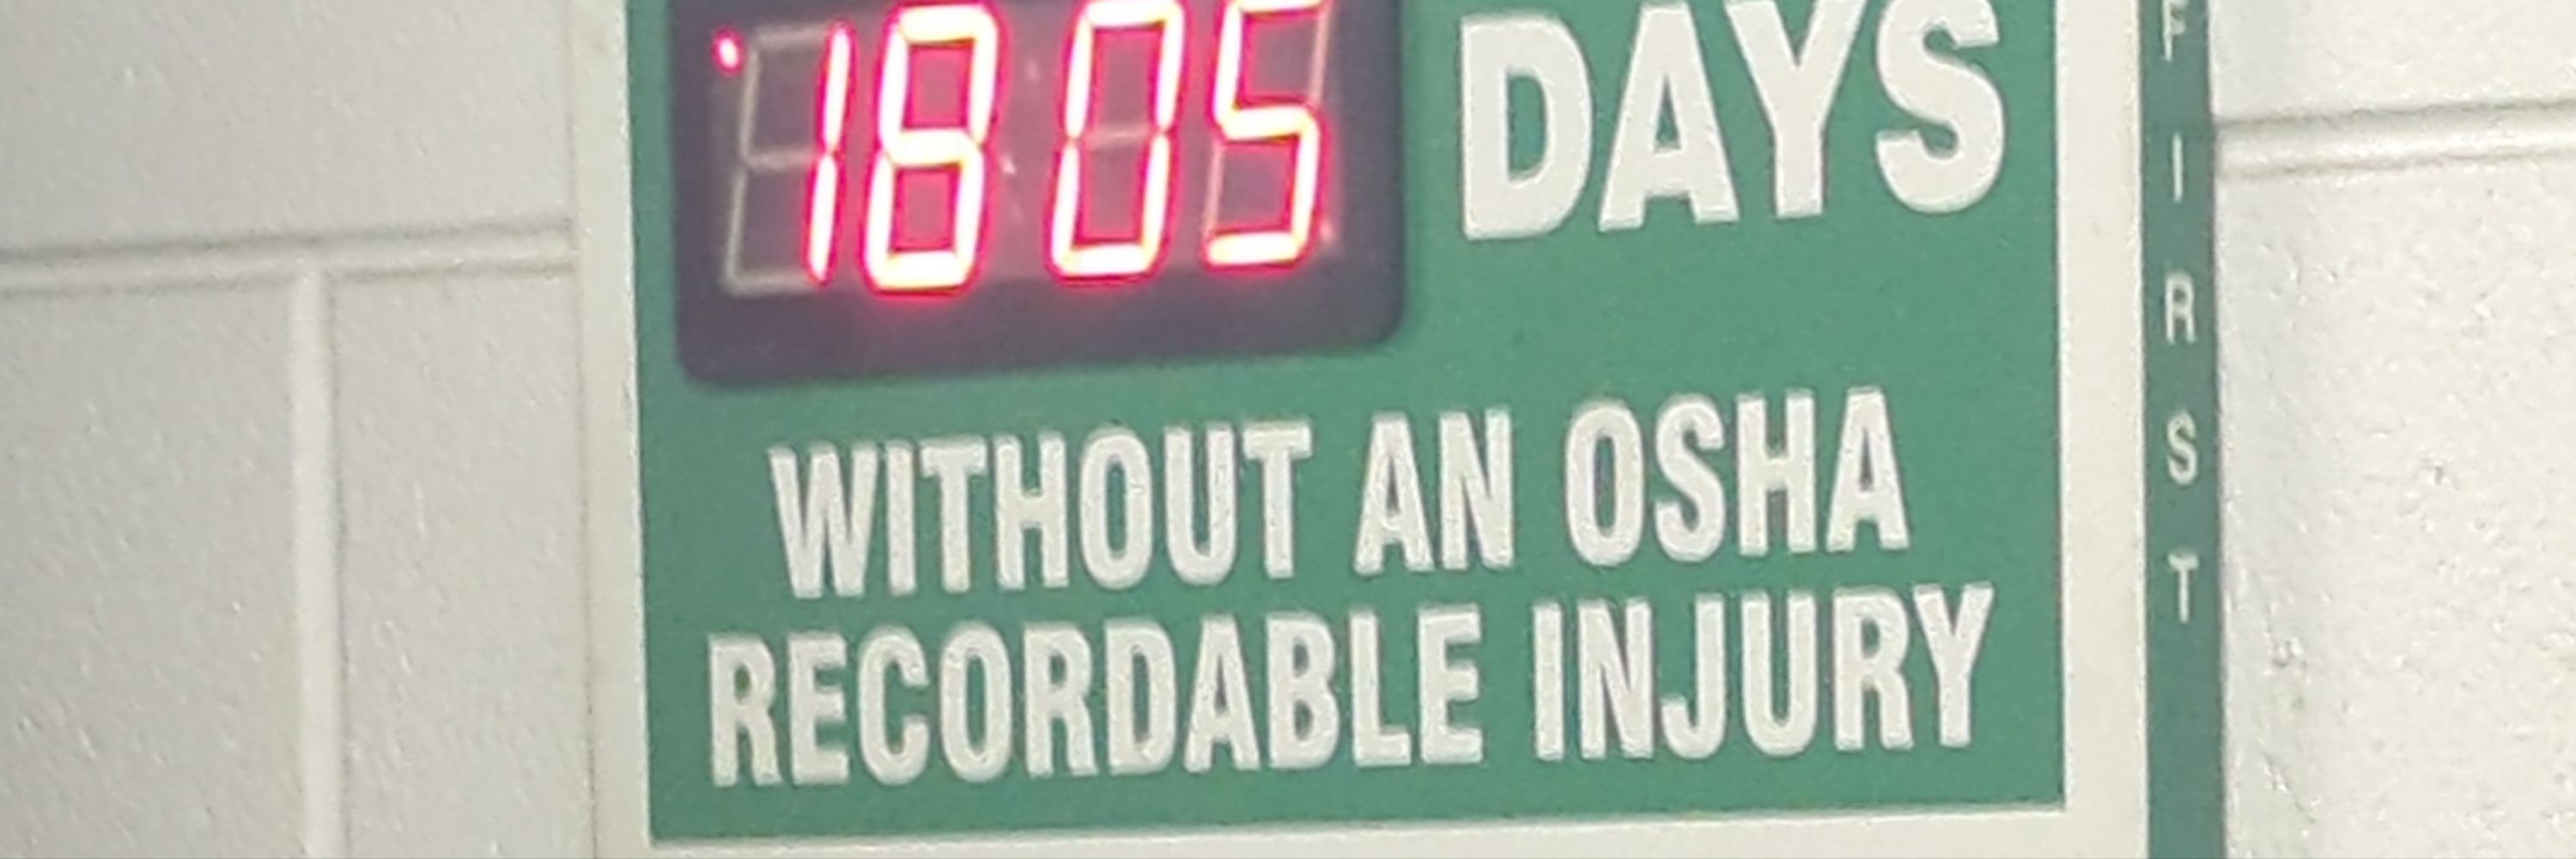 1805 DAYS
WITHOUT AN OSHA
RECORDABLE INJURY
FIRST